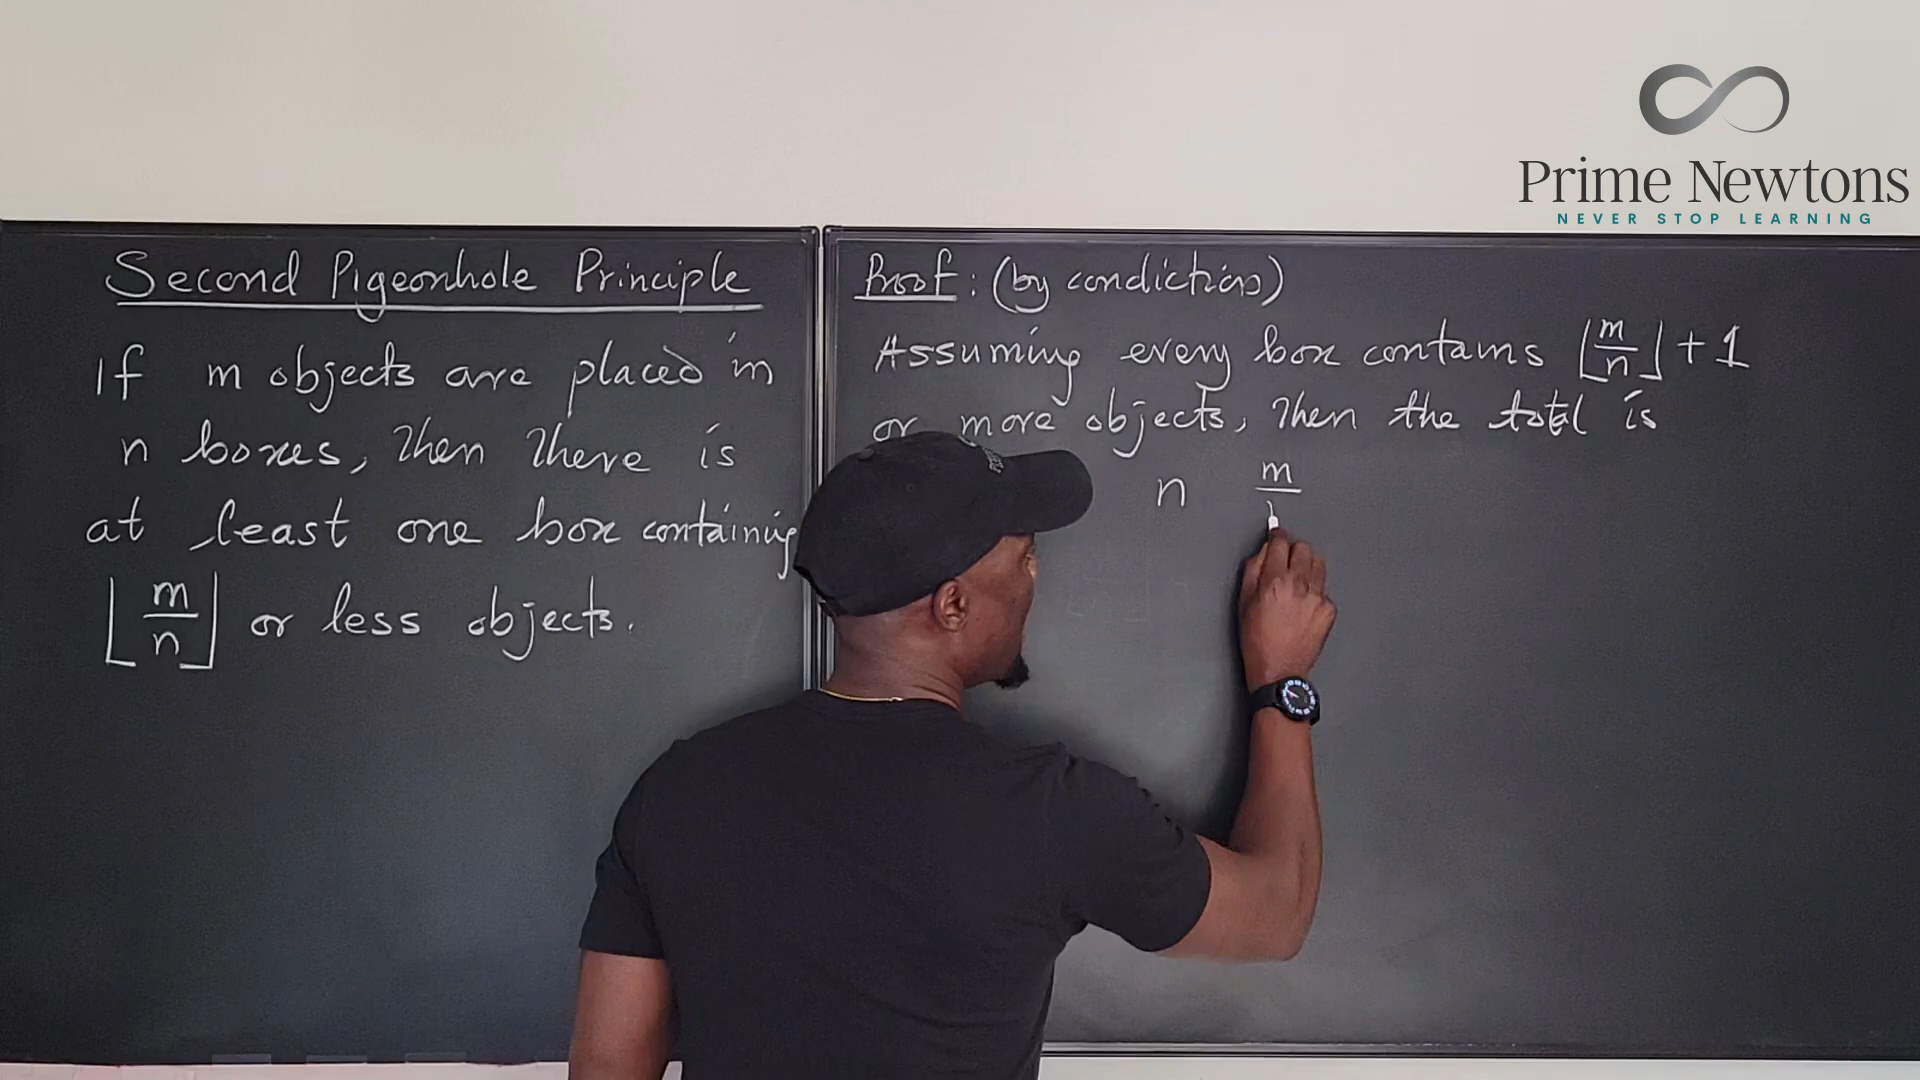 Prime Newtons
NEVER STOP LEARNING
Second Pigeonhole Principle
If m objects are placed in
n boxes, then there is
at least one box containing
⌊m/n⌋ or less objects.
Proof: (by condiction)
Assuming every box contains ⌊m/n⌋ + 1
or more objects, then the total is
n m